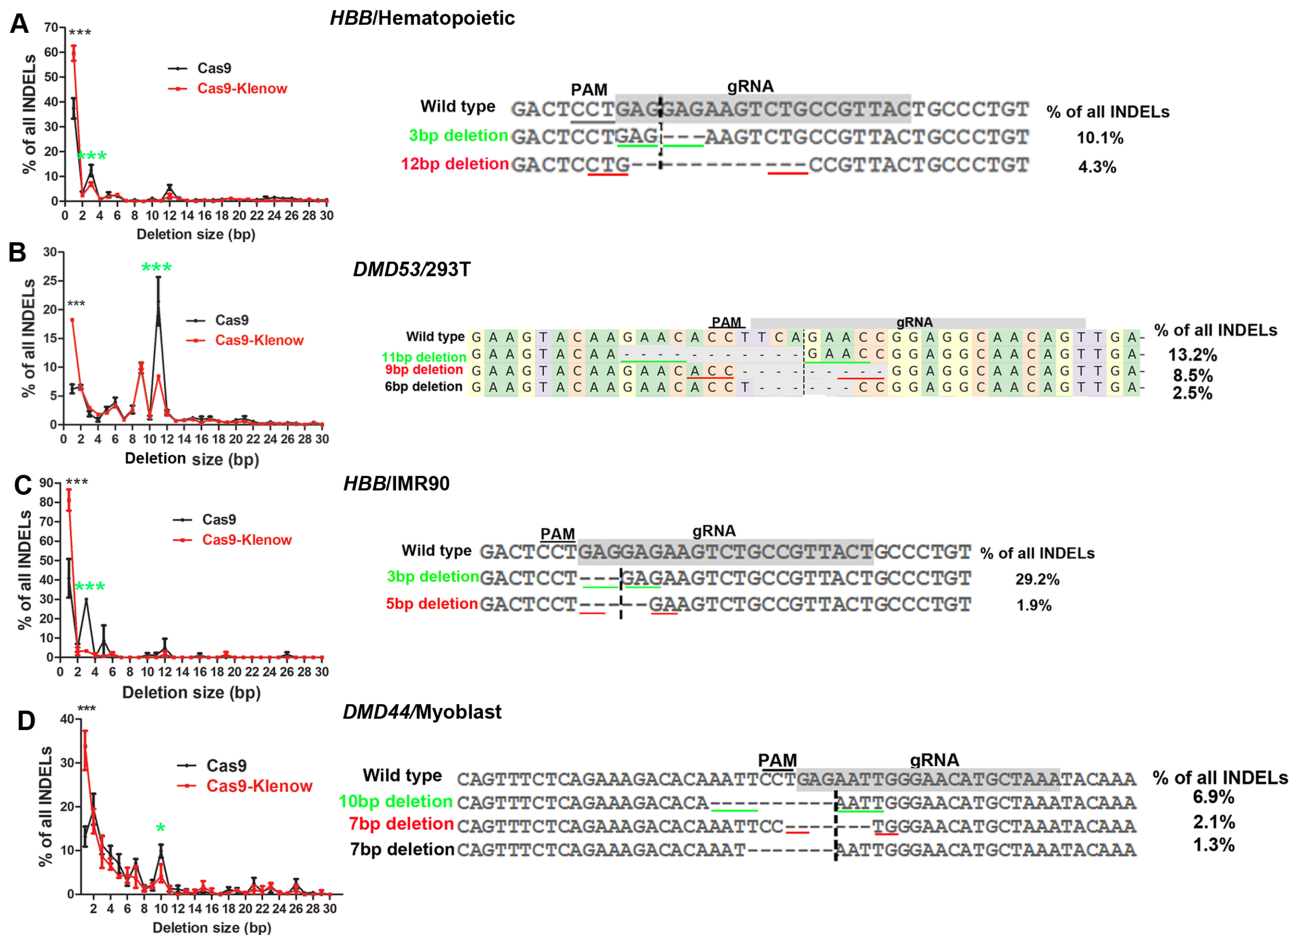 A
HBB/Hematopoietic
% of all INDELs
70
60
50
40
30
20
10
0
***
***
Cas9
Cas9-Klenow
0 2 4 6 8 10 12 14 16 18 20 22 24 26 28 30
Deletion size (bp)
PAM gRNA
Wild type GACTCCTGAGGAGAAGTCTGCCGTTACTGCCCTGT % of all INDELs
3bp deletion GACTCCTGAG---AAGTCTGCCGTTACTGCCCTGT 10.1%
12bp deletion GACTCCTG------------CCGTTACTGCCCTGT 4.3%
B
DMD53/293T
% of all INDELs
30
25
20
15
10
5
0
***
***
Cas9
Cas9-Klenow
0 2 4 6 8 10 12 14 16 18 20 22 24 26 28 30
Deletion size (bp)
PAM gRNA
Wild type GAAGTACAAGAACACCTTCAGAACCGGAGGCAACAGTTGA- % of all INDELs
11bp deletion GAAGTACAA-----------GAACCGGAGGCAACAGTTGA- 13.2%
9bp deletion GAAGTACAAGAACACC---------GGAGGCAACAGTTGA- 8.5%
6bp deletion GAAGTACAAGAACACCT------CCGGAGGCAACAGTTGA- 2.5%
C
HBB/IMR90
% of all INDELs
90
80
70
60
50
40
30
20
10
0
***
***
Cas9
Cas9-Klenow
0 2 4 6 8 10 12 14 16 18 20 22 24 26 28 30
Deletion size (bp)
PAM gRNA
Wild type GACTCCTGAGGAGAAGTCTGCCGTTACTGCCCTGT % of all INDELs
3bp deletion GACTCCT---GAGAAGTCTGCCGTTACTGCCCTGT 29.2%
5bp deletion GACTCCT-----GAAGTCTGCCGTTACTGCCCTGT 1.9%
D
DMD44/Myoblast
% of all INDELs
40
30
20
10
0
***
*
Cas9
Cas9-Klenow
2 4 6 8 10 12 14 16 18 20 22 24 26 28 30
Deletion size (bp)
PAM gRNA
Wild type CAGTTTCTCAGAAAGACACAAATTCCTGAGAATTGGGAACATGCTAAATACAAA % of all INDELs
10bp deletion CAGTTTCTCAGAAAGACACA----------AATTGGGAACATGCTAAATACAAA 6.9%
7bp deletion CAGTTTCTCAGAAAGACACAAATTCC-------TGGGAACATGCTAAATACAAA 2.1%
7bp deletion CAGTTTCTCAGAAAGACACAAAT-------AATTGGGAACATGCTAAATACAAA 1.3%